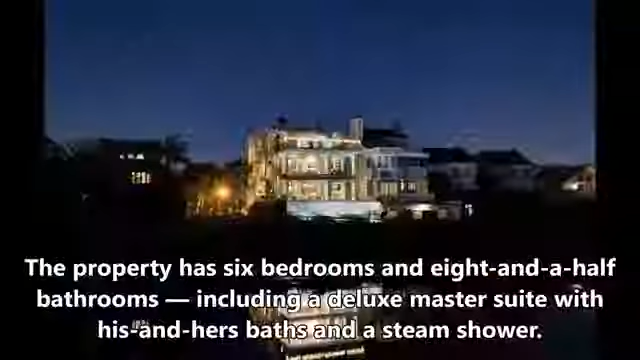 The property has six bedrooms and eight-and-a-half
bathrooms — including a deluxe master suite with
his-and-hers baths and a steam shower.